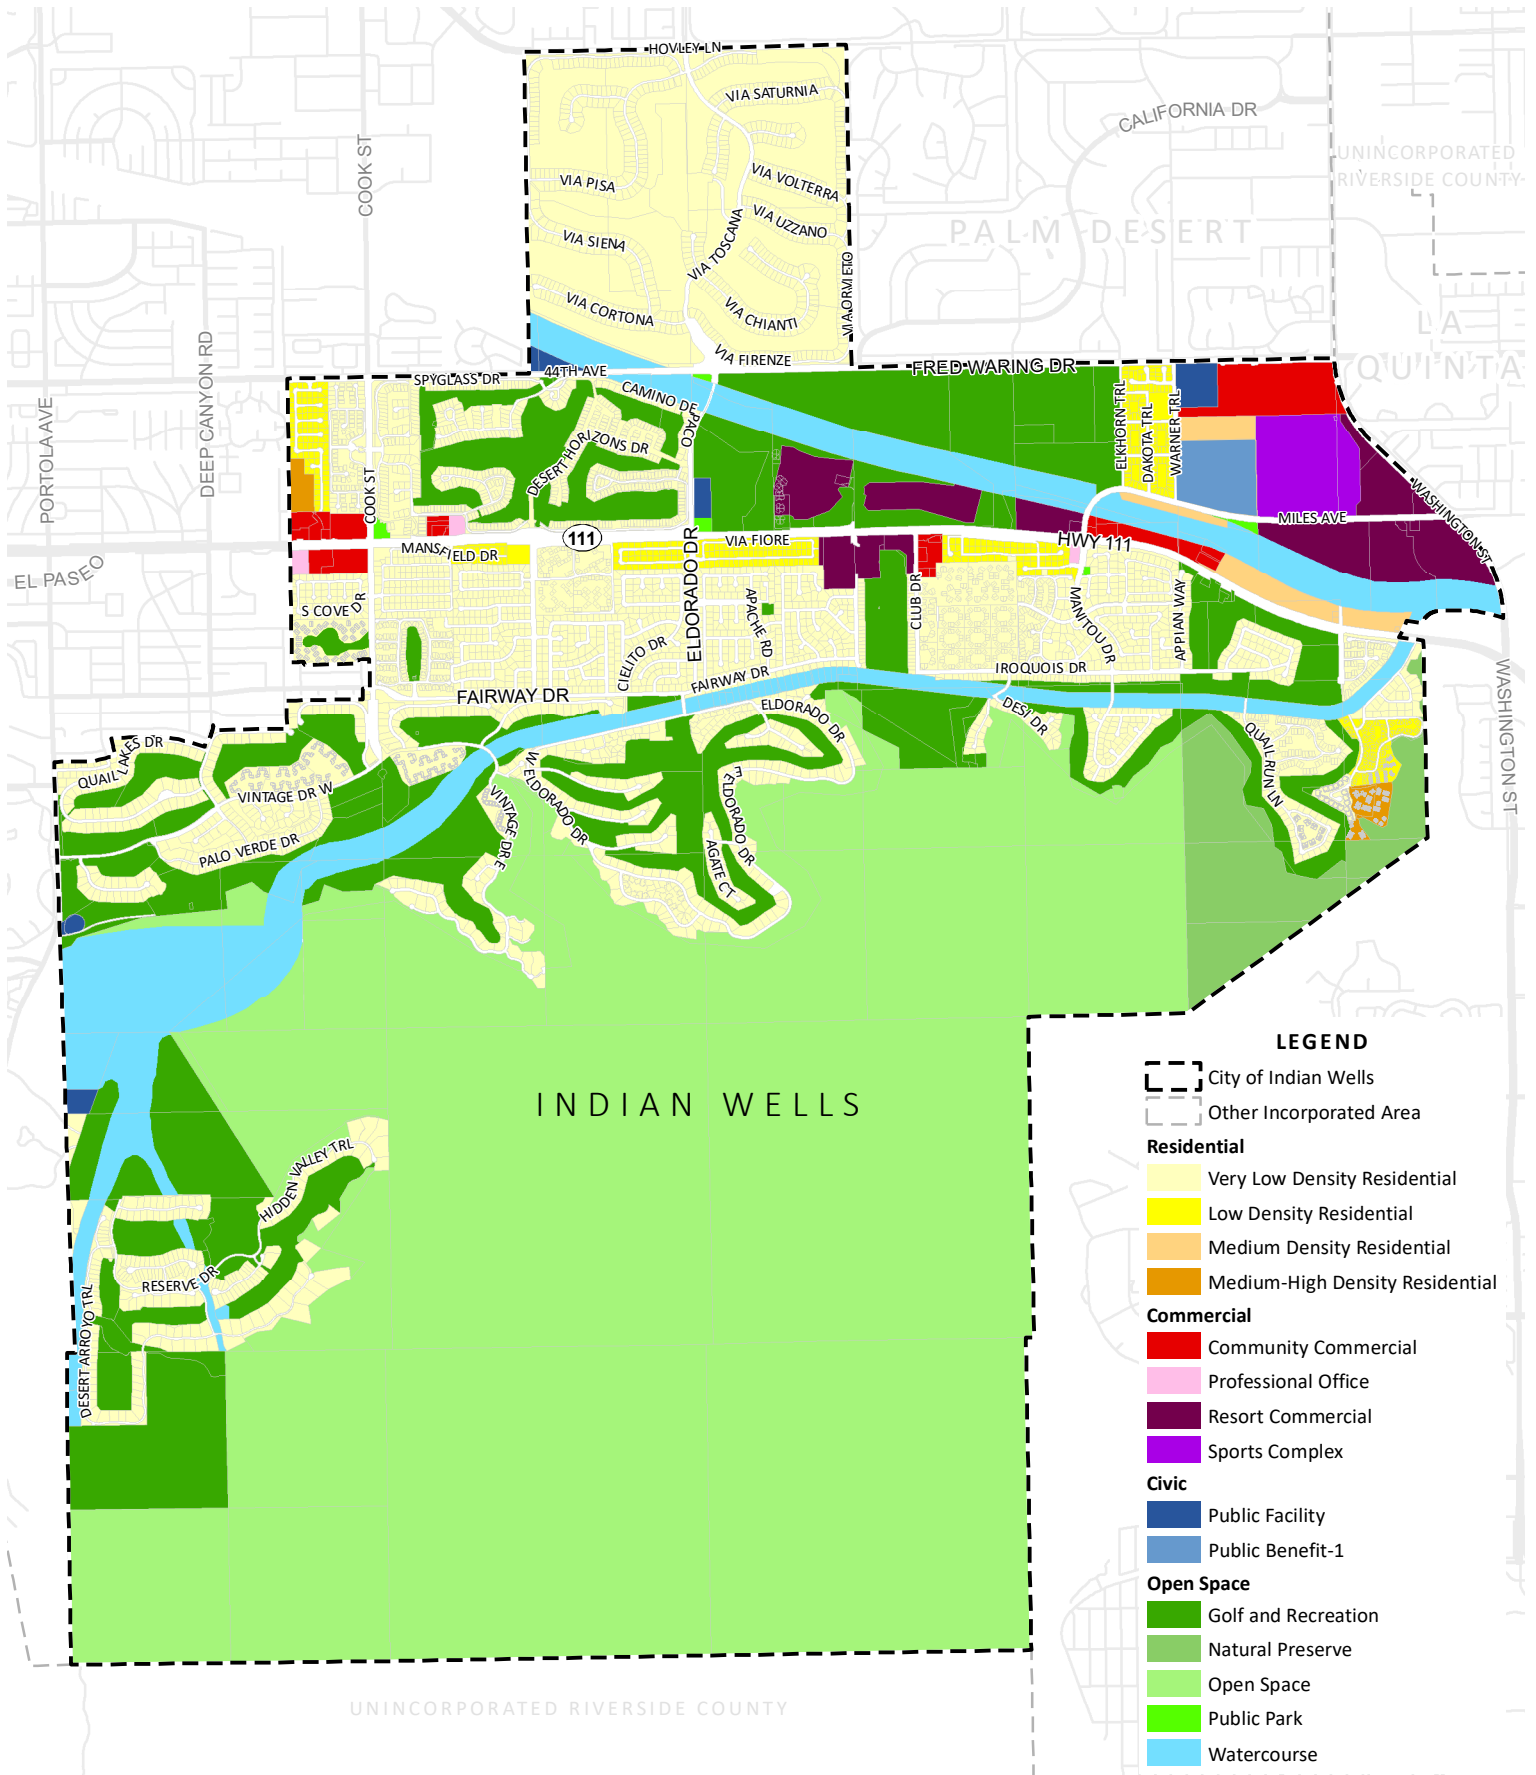 HOVLEY LN
VIA SATURNIA
CALIFORNIA DR
UNINCORPORATED
RIVERSIDE COUNTY
COOK ST
VIA PISA
VIA VOLTERRA
VIA UZZANO
VIA SIENA
VIA TOSCANA
PALM DESERT
VIA ORVIETO
VIA CORTONA
VIA CHIANTI
LA
QUINTA
VIA FIRENZE
FRED WARING DR
44TH AVE
SPYGLASS DR
CAMINO DE
PACO
DEEP CANYON RD
PORTOLA AVE
ELKHORN TRL
DAKOTA TRL
WARNER TRL
DESERT HORIZONS DR
COOK ST
WASHINGTON ST
MILES AVE
111
VIA FIORE
HWY 111
MANSFIELD DR
EL PASEO
ELDORADO DR
S COVE DR
APACHE RD
CLUB DR
MANITOU DR
APPIAN WAY
CIELITO DR
IROQUOIS DR
FAIRWAY DR
FAIRWAY DR
WASHINGTON ST
ELDORADO DR
DESI DR
QUAIL LAKES DR
QUAIL RUN LN
VINTAGE DR W
W ELDORADO DR
VINTAGE DR E
E ELDORADO DR
PALO VERDE DR
AGATE CT
INDIAN WELLS
HIDDEN VALLEY TRL
RESERVE DR
DESERT ARROYO TRL
UNINCORPORATED RIVERSIDE COUNTY
LEGEND
City of Indian Wells
Other Incorporated Area
Residential
Very Low Density Residential
Low Density Residential
Medium Density Residential
Medium-High Density Residential
Commercial
Community Commercial
Professional Office
Resort Commercial
Sports Complex
Civic
Public Facility
Public Benefit-1
Open Space
Golf and Recreation
Natural Preserve
Open Space
Public Park
Watercourse